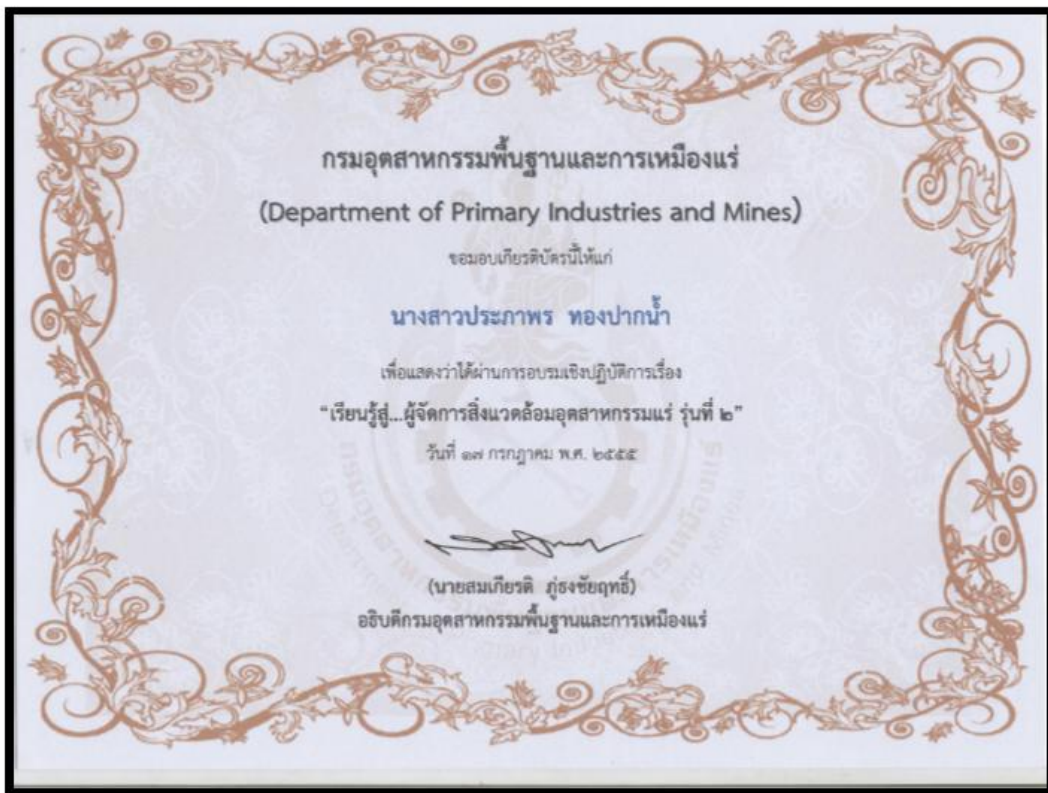 กรมอุตสาหกรรมพื้นฐานและการเหมืองแร่
(Department of Primary Industries and Mines)
ขอมอบเกียรติบัตรนี้ให้แก่
นางสาวประภาพร ทองปากน้ำ
เพื่อแสดงว่าได้ผ่านการอบรมเชิงปฏิบัติการเรื่อง
“เรียนรู้สู่...ผู้จัดการสิ่งแวดล้อมอุตสาหกรรมแร่ รุ่นที่ ๒”
วันที่ ๑๗ กรกฎาคม พ.ศ. ๒๕๕๕
(นายสมเกียรติ ภู่ธงชัยฤทธิ์)
อธิบดีกรมอุตสาหกรรมพื้นฐานและการเหมืองแร่